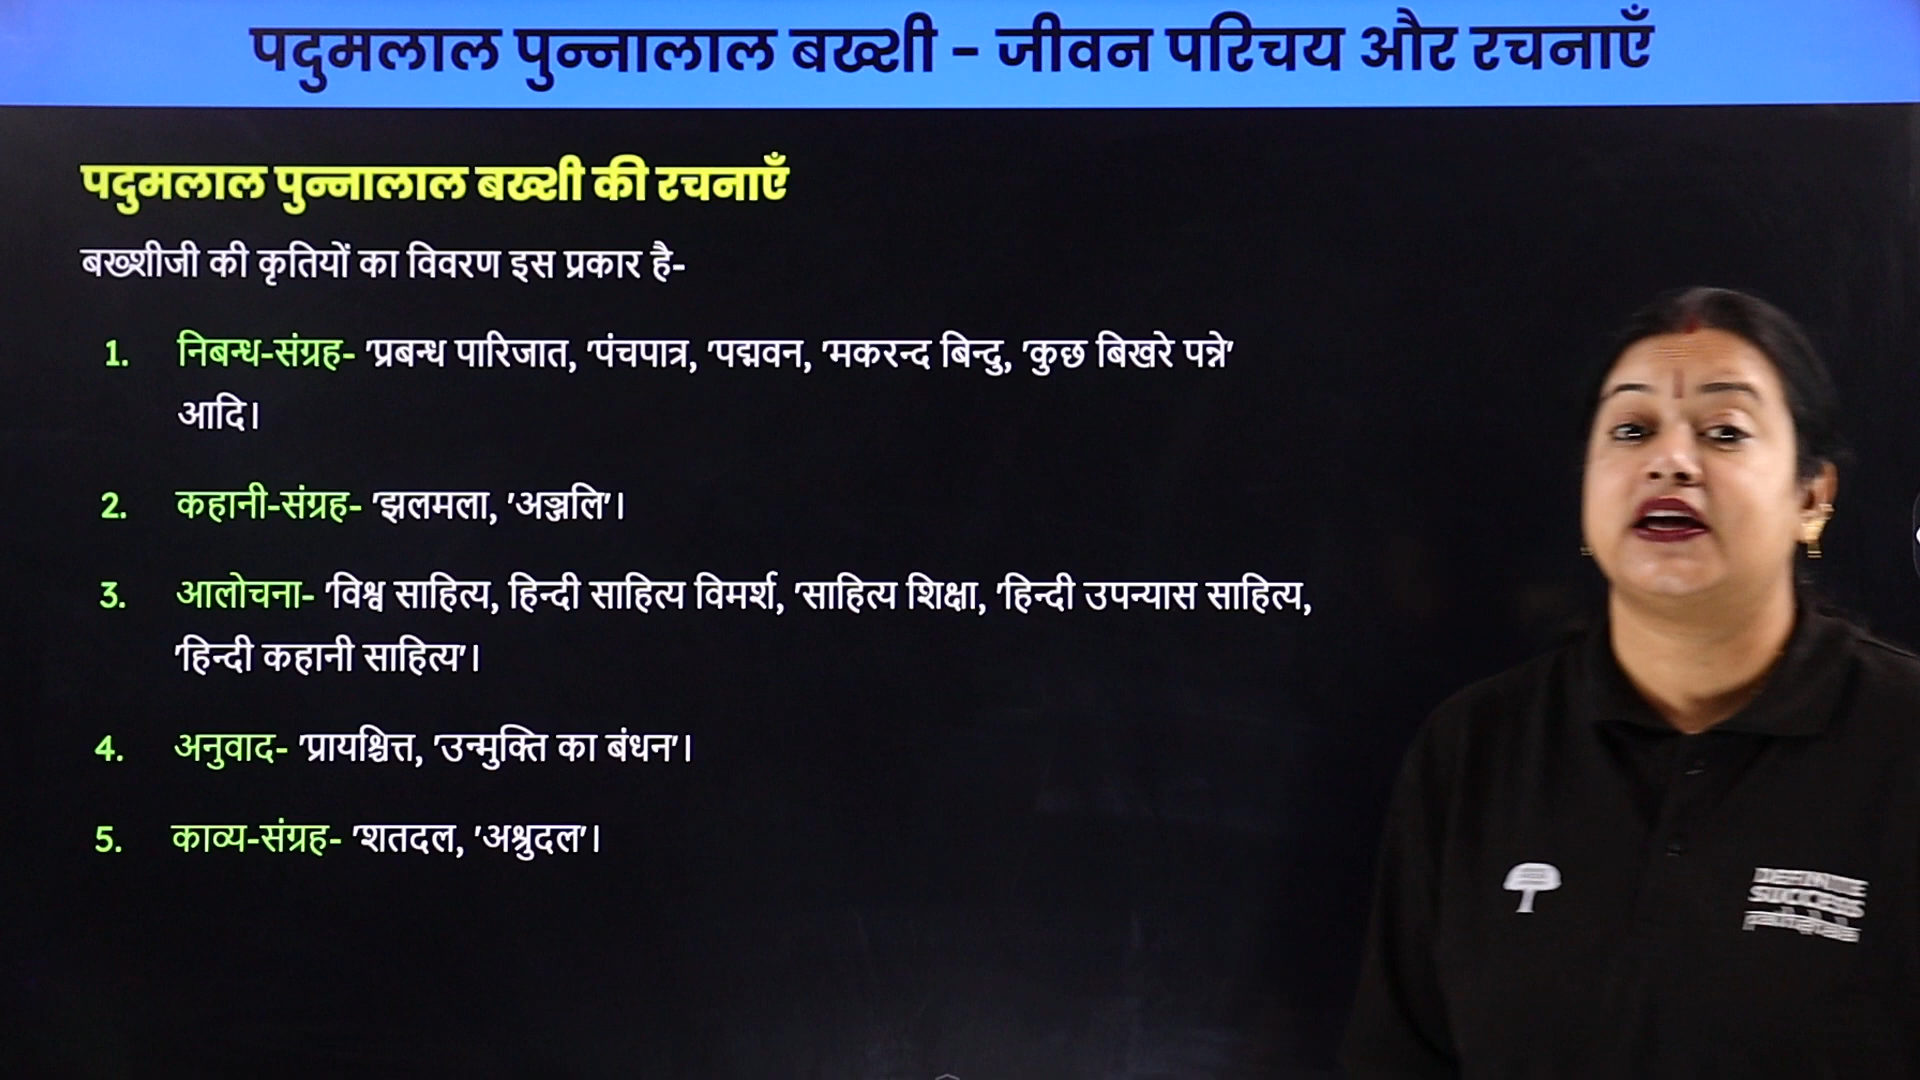 पदुमलाल पुन्नालाल बख्शी - जीवन परिचय और रचनाएँ
पदुमलाल पुन्नालाल बख्शी की रचनाएँ
बख्शीजी की कृतियों का विवरण इस प्रकार है-
1. निबन्ध-संग्रह- 'प्रबन्ध पारिजात, 'पंचपात्र, 'पद्मवन, 'मकरन्द बिन्दु, 'कुछ बिखरे पन्ने'
आदि।
2. कहानी-संग्रह- 'झलमला, 'अञ्जलि'।
3. आलोचना- 'विश्व साहित्य, हिन्दी साहित्य विमर्श, 'साहित्य शिक्षा, 'हिन्दी उपन्यास साहित्य,
'हिन्दी कहानी साहित्य'।
4. अनुवाद- 'प्रायश्चित्त, 'उन्मुक्ति का बंधन'।
5. काव्य-संग्रह- 'शतदल, 'अश्रुदल'।
SUCCESS